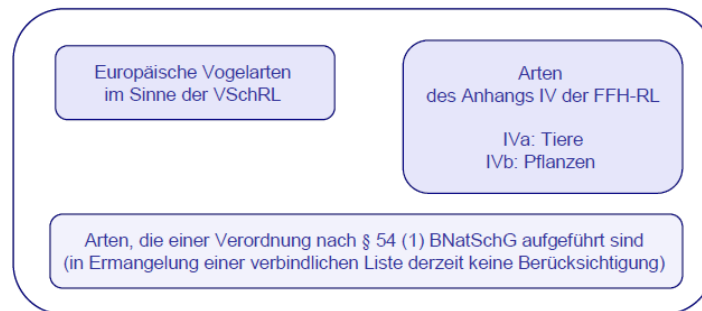 Europäische Vogelarten
im Sinne der VSchRL
Arten
des Anhangs IV der FFH-RL
IVa: Tiere
IVb: Pflanzen
Arten, die einer Verordnung nach § 54 (1) BNatSchG aufgeführt sind
(in Ermangelung einer verbindlichen Liste derzeit keine Berücksichtigung)